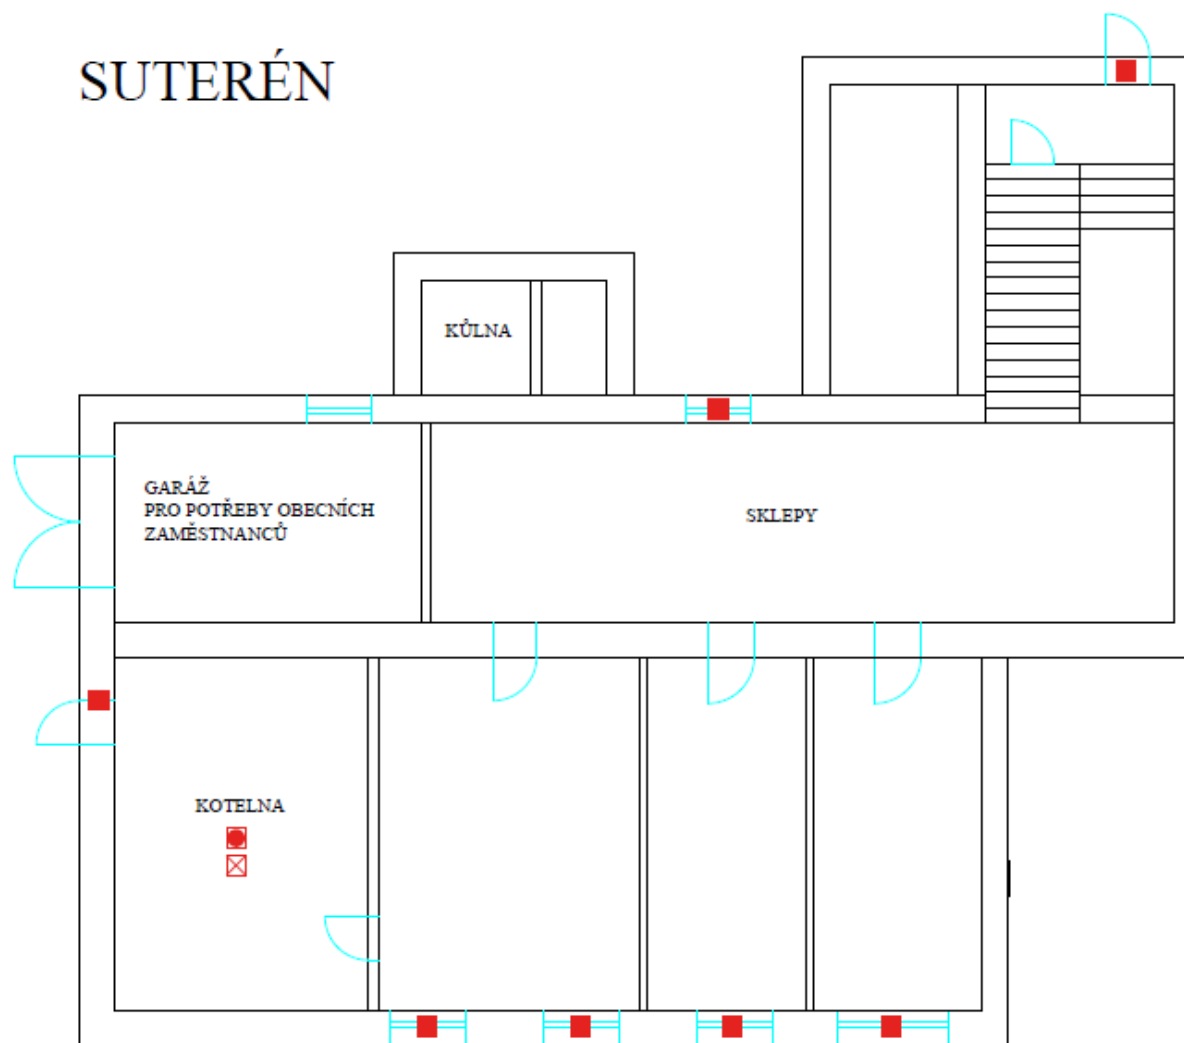 SUTERÉN
KŮLNA
GARÁŽ
PRO POTŘEBY OBECNÍCH
ZAMĚSTNANCŮ
SKLEPY
KOTELNA